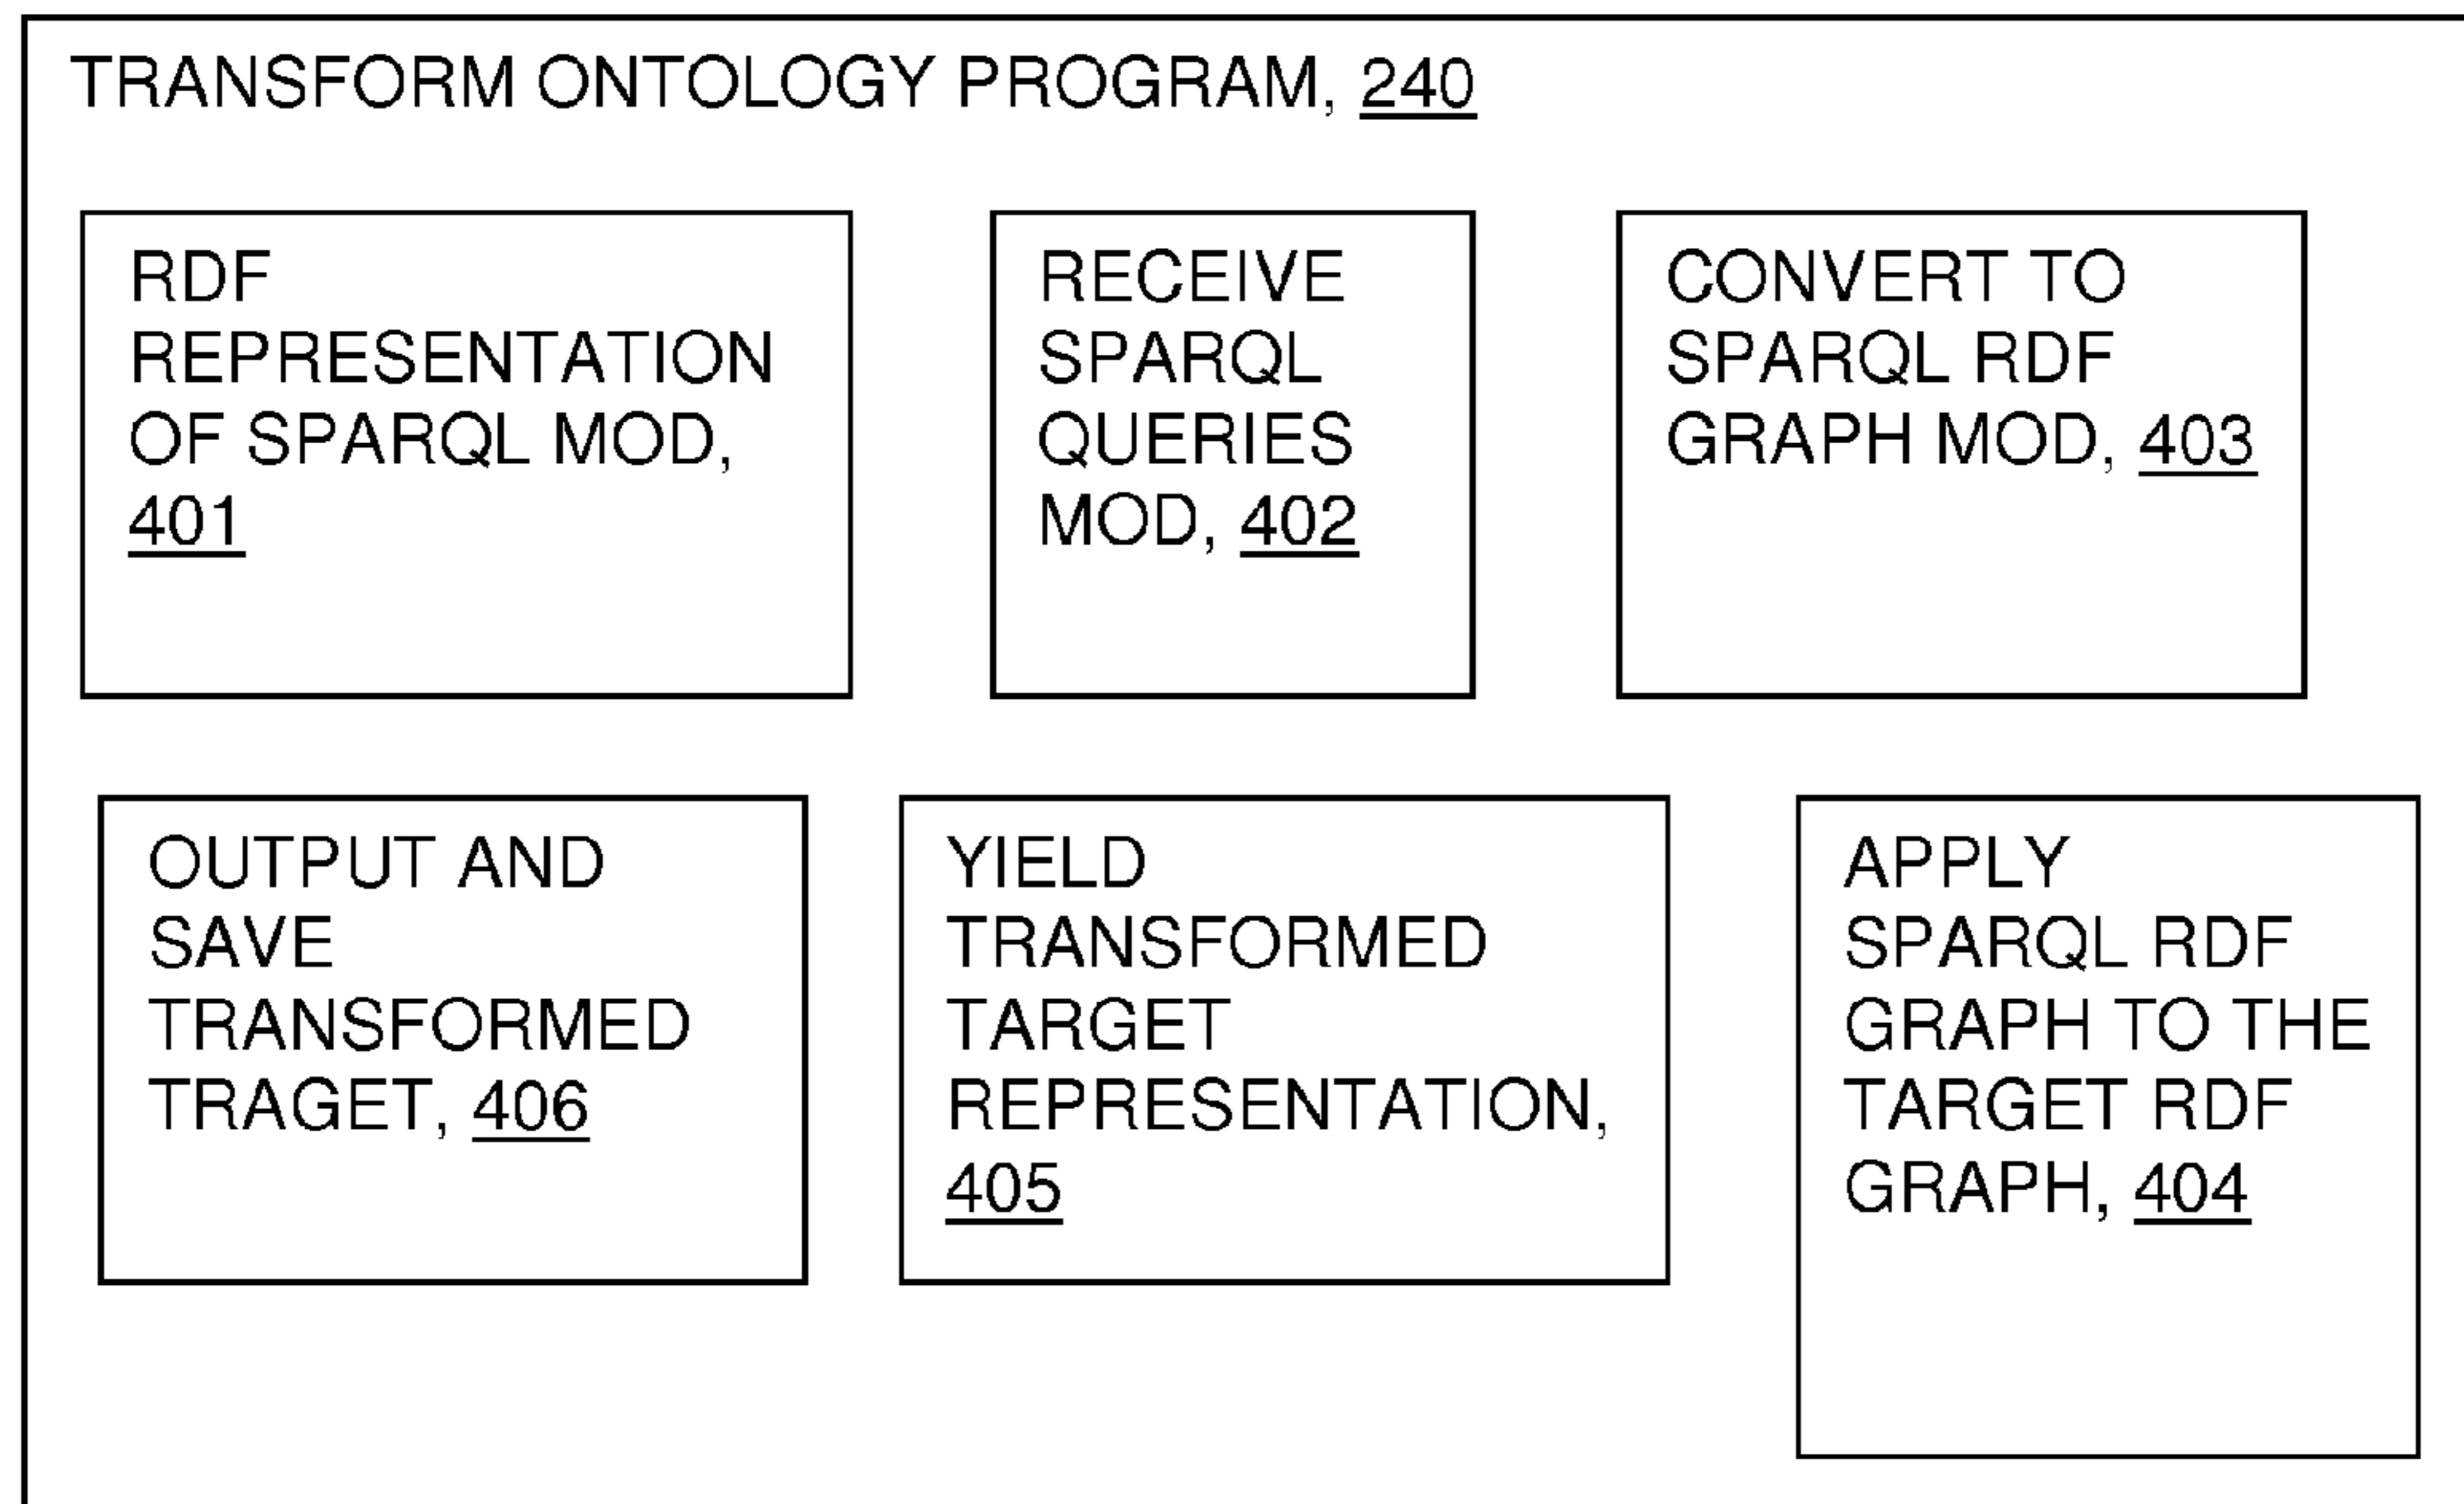 TRANSFORM ONTOLOGY PROGRAM, 240
RDF
REPRESENTATION
OF SPARQL MOD,
401
RECEIVE
SPARQL
QUERIES
MOD, 402
CONVERT TO
SPARQL RDF
GRAPH MOD, 403
OUTPUT AND
SAVE
TRANSFORMED
TRAGET, 406
YIELD
TRANSFORMED
TARGET
REPRESENTATION,
405
APPLY
SPARQL RDF
GRAPH TO THE
TARGET RDF
GRAPH, 404